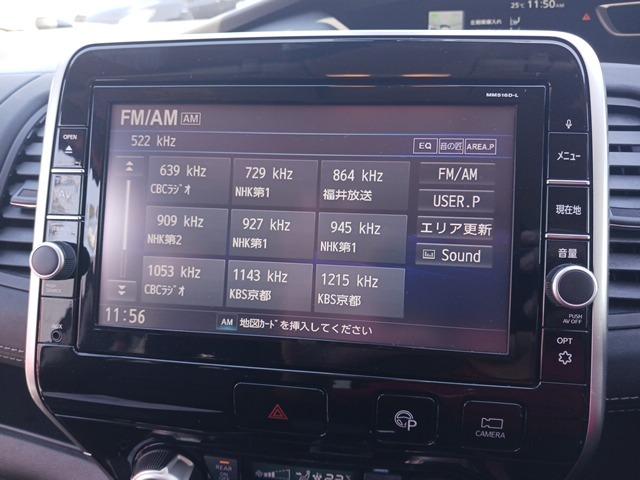 25℃ 11:50AM
MM516D-L
FM/AM AM
522 kHz
EQ 音の匠 AREA.P
639 kHz
CBCラジオ
729 kHz
NHK第1
864 kHz
福井放送
FM/AM
909 kHz
NHK第2
927 kHz
NHK第1
945 kHz
NHK第1
USER.P
エリア更新
Sound
1053 kHz
CBCラジオ
1143 kHz
KBS京都
1215 kHz
KBS京都
11:56
AM 地図カードを挿入してください
OPEN
AV
AUX
メニュー
現在地
音量
PUSH
AV OFF
OPT
P
CAMERA
REAR